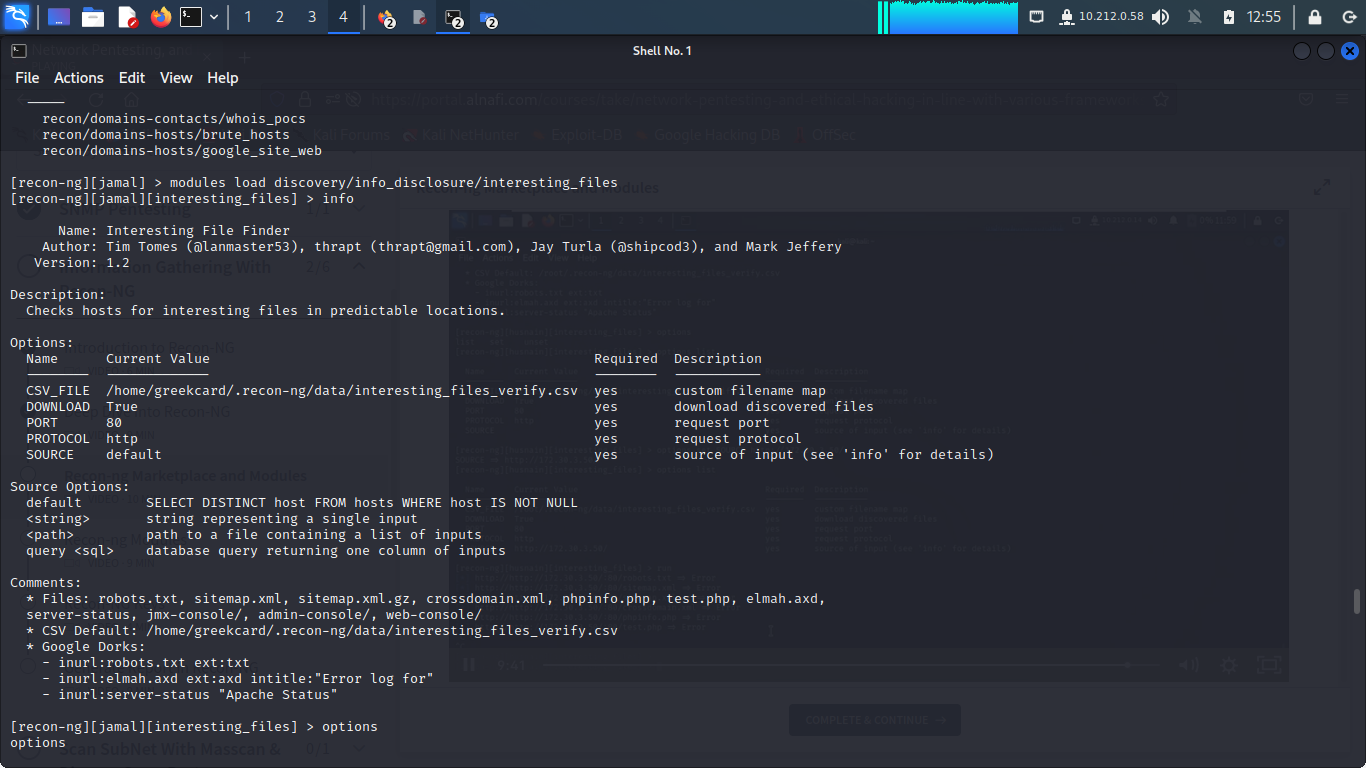 1 2 3 4 2 2 2 10.212.0.58 12:55
Shell No. 1
File Actions Edit View Help
recon/domains-contacts/whois_pocs
recon/domains-hosts/brute_hosts
recon/domains-hosts/google_site_web
[recon-ng][jamal] > modules load discovery/info_disclosure/interesting_files
[recon-ng][jamal][interesting_files] > info
Name: Interesting File Finder
Author: Tim Tomes (@lanmaster53), thrapt (thrapt@gmail.com), Jay Turla (@shipcod3), and Mark Jeffery
Version: 1.2
Description:
Checks hosts for interesting files in predictable locations.
Options:
Name Current Value Required Description
CSV_FILE /home/greekcard/.recon-ng/data/interesting_files_verify.csv yes custom filename map
DOWNLOAD True yes download discovered files
PORT 80 yes request port
PROTOCOL http yes request protocol
SOURCE default yes source of input (see 'info' for details)
Source Options:
default SELECT DISTINCT host FROM hosts WHERE host IS NOT NULL
<string> string representing a single input
<path> path to a file containing a list of inputs
query <sql> database query returning one column of inputs
Comments:
* Files: robots.txt, sitemap.xml, sitemap.xml.gz, crossdomain.xml, phpinfo.php, test.php, elmah.axd,
server-status, jmx-console/, admin-console/, web-console/
* CSV Default: /home/greekcard/.recon-ng/data/interesting_files_verify.csv
* Google Dorks:
- inurl:robots.txt ext:txt
- inurl:elmah.axd ext:axd intitle:"Error log for"
- inurl:server-status "Apache Status"
[recon-ng][jamal][interesting_files] > options
options
COMPLETE & CONTINUE →
Scan SubNet With Masscan & 0/1